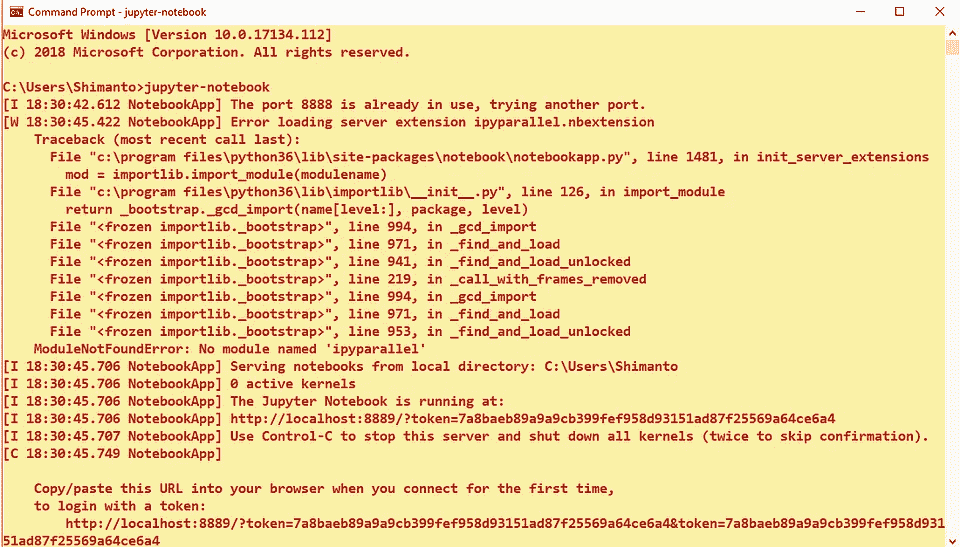 Command Prompt - jupyter-notebook
Microsoft Windows [Version 10.0.17134.112]
(c) 2018 Microsoft Corporation. All rights reserved.
C:\Users\Shimanto>jupyter-notebook
[I 18:30:42.612 NotebookApp] The port 8888 is already in use, trying another port.
[W 18:30:45.422 NotebookApp] Error loading server extension ipyparallel.nbextension
    Traceback (most recent call last):
      File "c:\program files\python36\lib\site-packages\notebook\notebookapp.py", line 1481, in init_server_extensions
        mod = importlib.import_module(modulename)
      File "c:\program files\python36\lib\importlib\__init__.py", line 126, in import_module
        return _bootstrap._gcd_import(name[level:], package, level)
      File "<frozen importlib._bootstrap>", line 994, in _gcd_import
      File "<frozen importlib._bootstrap>", line 971, in _find_and_load
      File "<frozen importlib._bootstrap>", line 941, in _find_and_load_unlocked
      File "<frozen importlib._bootstrap>", line 219, in _call_with_frames_removed
      File "<frozen importlib._bootstrap>", line 994, in _gcd_import
      File "<frozen importlib._bootstrap>", line 971, in _find_and_load
      File "<frozen importlib._bootstrap>", line 953, in _find_and_load_unlocked
    ModuleNotFoundError: No module named 'ipyparallel'
[I 18:30:45.706 NotebookApp] Serving notebooks from local directory: C:\Users\Shimanto
[I 18:30:45.706 NotebookApp] 0 active kernels
[I 18:30:45.706 NotebookApp] The Jupyter Notebook is running at:
[I 18:30:45.706 NotebookApp] http://localhost:8889/?token=7a8baeb89a9a9cb399fef958d93151ad87f25569a64ce6a4
[I 18:30:45.707 NotebookApp] Use Control-C to stop this server and shut down all kernels (twice to skip confirmation).
[C 18:30:45.749 NotebookApp]
    Copy/paste this URL into your browser when you connect for the first time,
    to login with a token:
        http://localhost:8889/?token=7a8baeb89a9a9cb399fef958d93151ad87f25569a64ce6a4&token=7a8baeb89a9a9cb399fef958d931
51ad87f25569a64ce6a4